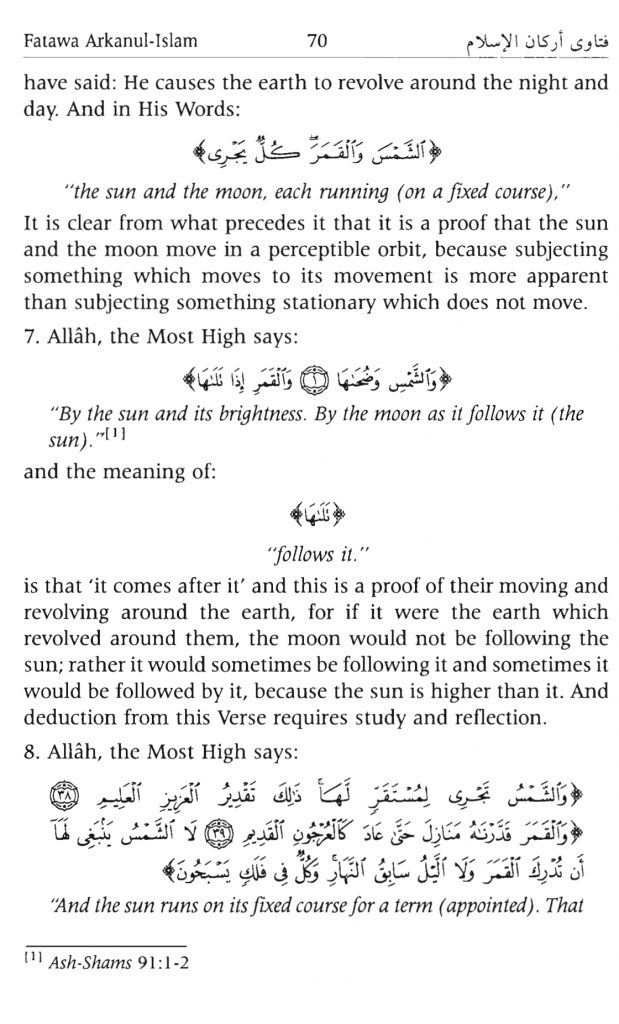 Fatawa Arkanul-Islam 70 فتاوى أركان الإسلام
have said: He causes the earth to revolve around the night and
day. And in His Words:
﴿ٱلشَّمْسَ وَٱلْقَمَرَ ۖ كُلٌّ يَجْرِى﴾
"the sun and the moon, each running (on a fixed course),"
It is clear from what precedes it that it is a proof that the sun
and the moon move in a perceptible orbit, because subjecting
something which moves to its movement is more apparent
than subjecting something stationary which does not move.
7. Allâh, the Most High says:
﴿وَٱلشَّمْسِ وَضُحَىٰهَا ۝١ وَٱلْقَمَرِ إِذَا تَلَىٰهَا﴾
"By the sun and its brightness. By the moon as it follows it (the
sun)."[1]
and the meaning of:
﴿تَلَىٰهَا﴾
"follows it."
is that 'it comes after it' and this is a proof of their moving and
revolving around the earth, for if it were the earth which
revolved around them, the moon would not be following the
sun; rather it would sometimes be following it and sometimes it
would be followed by it, because the sun is higher than it. And
deduction from this Verse requires study and reflection.
8. Allâh, the Most High says:
﴿وَٱلشَّمْسُ تَجْرِى لِمُسْتَقَرٍّ لَّهَا ۚ ذَٰلِكَ تَقْدِيرُ ٱلْعَزِيزِ ٱلْعَلِيمِ ۝٣٨
﴿وَٱلْقَمَرَ قَدَّرْنَٰهُ مَنَازِلَ حَتَّىٰ عَادَ كَٱلْعُرْجُونِ ٱلْقَدِيمِ ۝٣٩ لَا ٱلشَّمْسُ يَنۢبَغِى لَهَآ
أَن تُدْرِكَ ٱلْقَمَرَ وَلَا ٱلَّيْلُ سَابِقُ ٱلنَّهَارِ ۚ وَكُلٌّ فِى فَلَكٍ يَسْبَحُونَ﴾
"And the sun runs on its fixed course for a term (appointed). That
[1] Ash-Shams 91:1-2